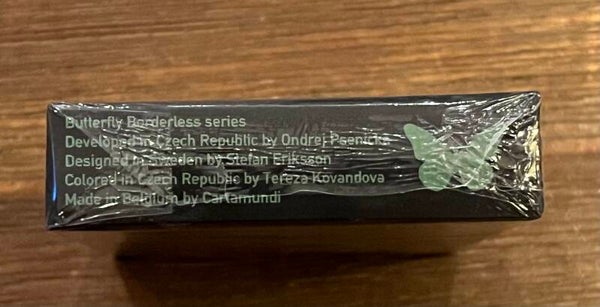 Butterfly Borderless series
Developed in Czech Republic by Ondrej Psenicka
Designed in Sweden by Stefan Eriksson
Colored in Czech Republic by Tereza Kovandova
Made in Belgium by Cartamundi